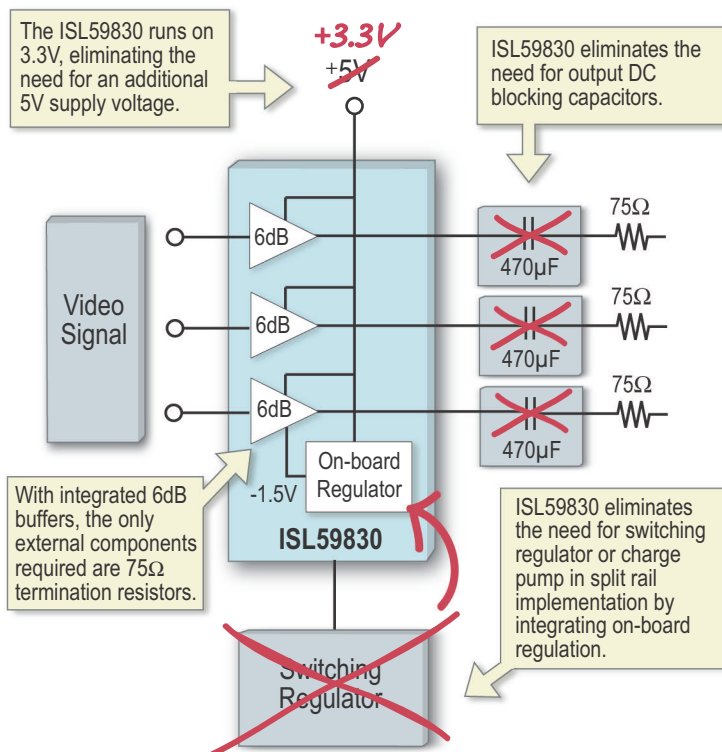 The ISL59830 runs on
3.3V, eliminating the
need for an additional
5V supply voltage.
+3.3V
+5V
ISL59830 eliminates the
need for output DC
blocking capacitors.
Video
Signal
6dB
6dB
6dB
470µF
75Ω
470µF
75Ω
470µF
75Ω
On-board
Regulator
-1.5V
ISL59830
With integrated 6dB
buffers, the only
external components
required are 75Ω
termination resistors.
ISL59830 eliminates
the need for switching
regulator or charge
pump in split rail
implementation by
integrating on-board
regulation.
Switching
Regulator